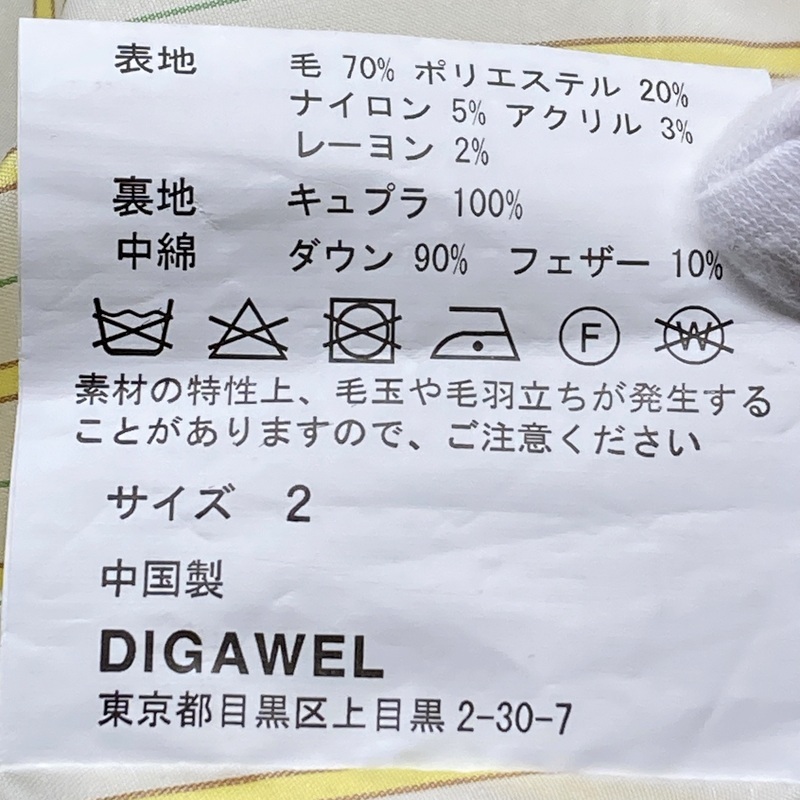 表地 毛 70% ポリエステル 20%
ナイロン 5% アクリル 3%
レーヨン 2%
裏地 キュプラ 100%
中綿 ダウン 90% フェザー 10%
F W
素材の特性上、毛玉や毛羽立ちが発生する
ことがありますので、ご注意ください
サイズ 2
中国製
DIGAWEL
東京都目黒区上目黒 2-30-7